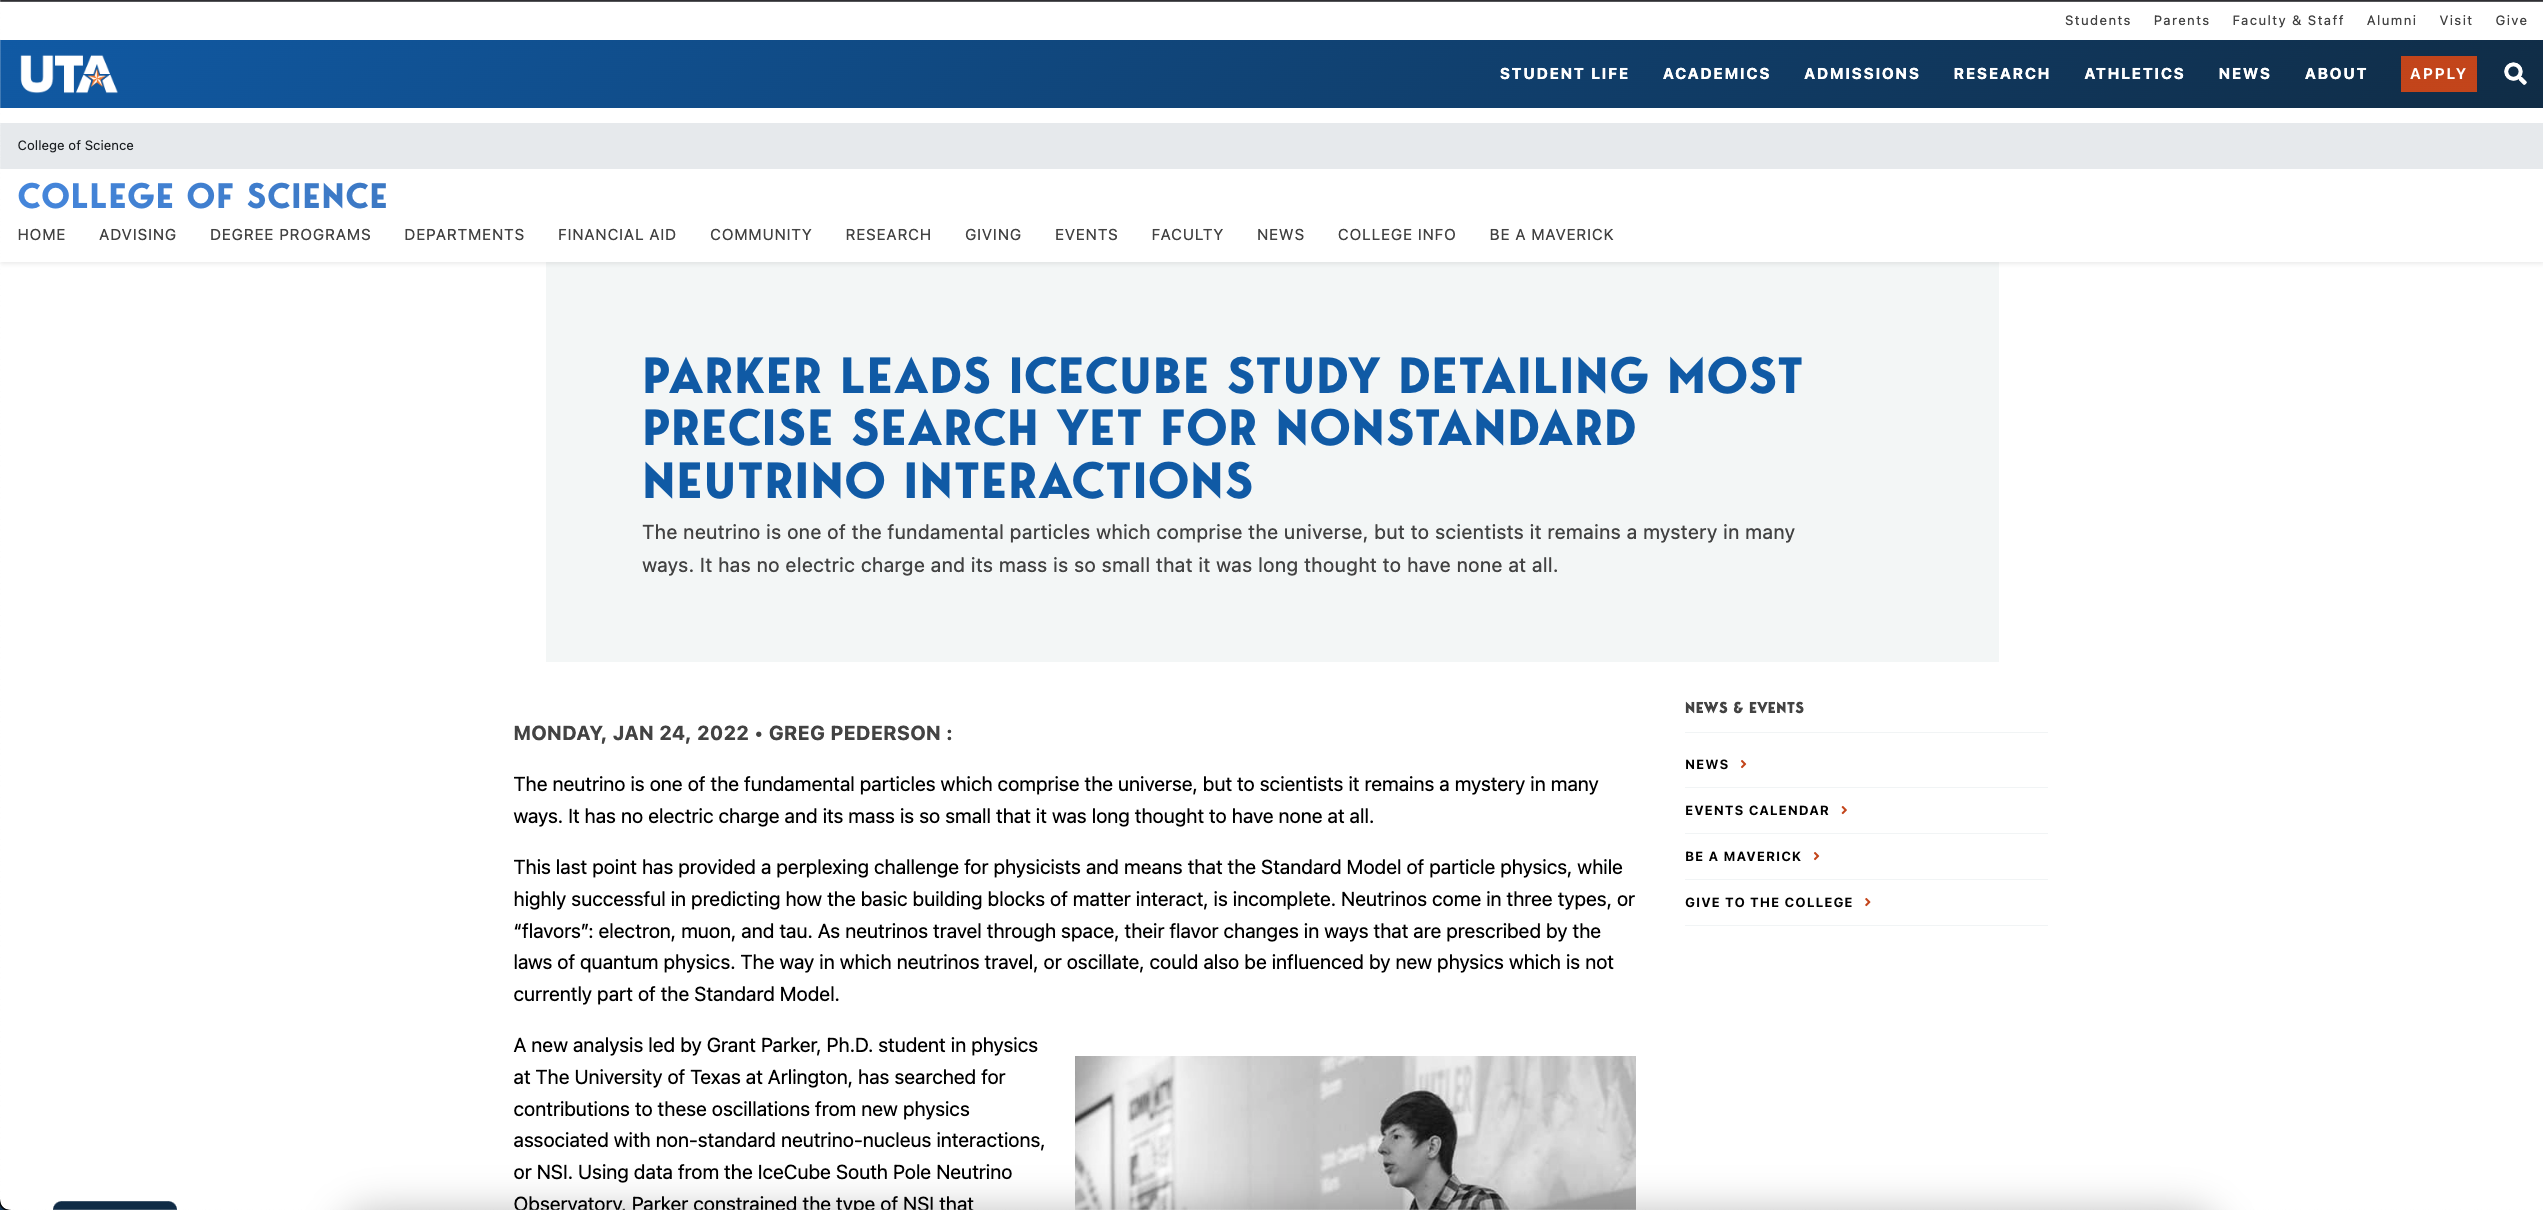 Students Parents Faculty & Staff Alumni Visit Give
UTA
STUDENT LIFE ACADEMICS ADMISSIONS RESEARCH ATHLETICS NEWS ABOUT APPLY
College of Science
COLLEGE OF SCIENCE
HOME ADVISING DEGREE PROGRAMS DEPARTMENTS FINANCIAL AID COMMUNITY RESEARCH GIVING EVENTS FACULTY NEWS COLLEGE INFO BE A MAVERICK
PARKER LEADS ICECUBE STUDY DETAILING MOST
PRECISE SEARCH YET FOR NONSTANDARD
NEUTRINO INTERACTIONS
The neutrino is one of the fundamental particles which comprise the universe, but to scientists it remains a mystery in many
ways. It has no electric charge and its mass is so small that it was long thought to have none at all.
MONDAY, JAN 24, 2022 • GREG PEDERSON :
The neutrino is one of the fundamental particles which comprise the universe, but to scientists it remains a mystery in many
ways. It has no electric charge and its mass is so small that it was long thought to have none at all.
This last point has provided a perplexing challenge for physicists and means that the Standard Model of particle physics, while
highly successful in predicting how the basic building blocks of matter interact, is incomplete. Neutrinos come in three types, or
“flavors”: electron, muon, and tau. As neutrinos travel through space, their flavor changes in ways that are prescribed by the
laws of quantum physics. The way in which neutrinos travel, or oscillate, could also be influenced by new physics which is not
currently part of the Standard Model.
A new analysis led by Grant Parker, Ph.D. student in physics
at The University of Texas at Arlington, has searched for
contributions to these oscillations from new physics
associated with non-standard neutrino-nucleus interactions,
or NSI. Using data from the IceCube South Pole Neutrino
Observatory, Parker constrained the type of NSI that
NEWS & EVENTS
NEWS
EVENTS CALENDAR
BE A MAVERICK
GIVE TO THE COLLEGE